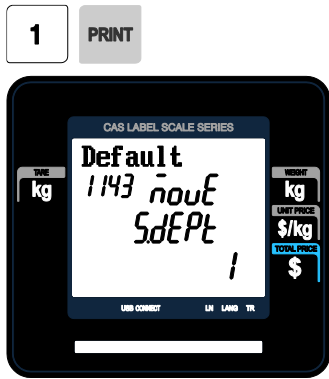 1 PRINT
CAS LABEL SCALE SERIES
Default
1143 novE
S.dEPt
1
TARE
kg
WEIGHT
kg
UNIT PRICE
$/kg
TOTAL PRICE
$
USB CONNECT LN LANG TR